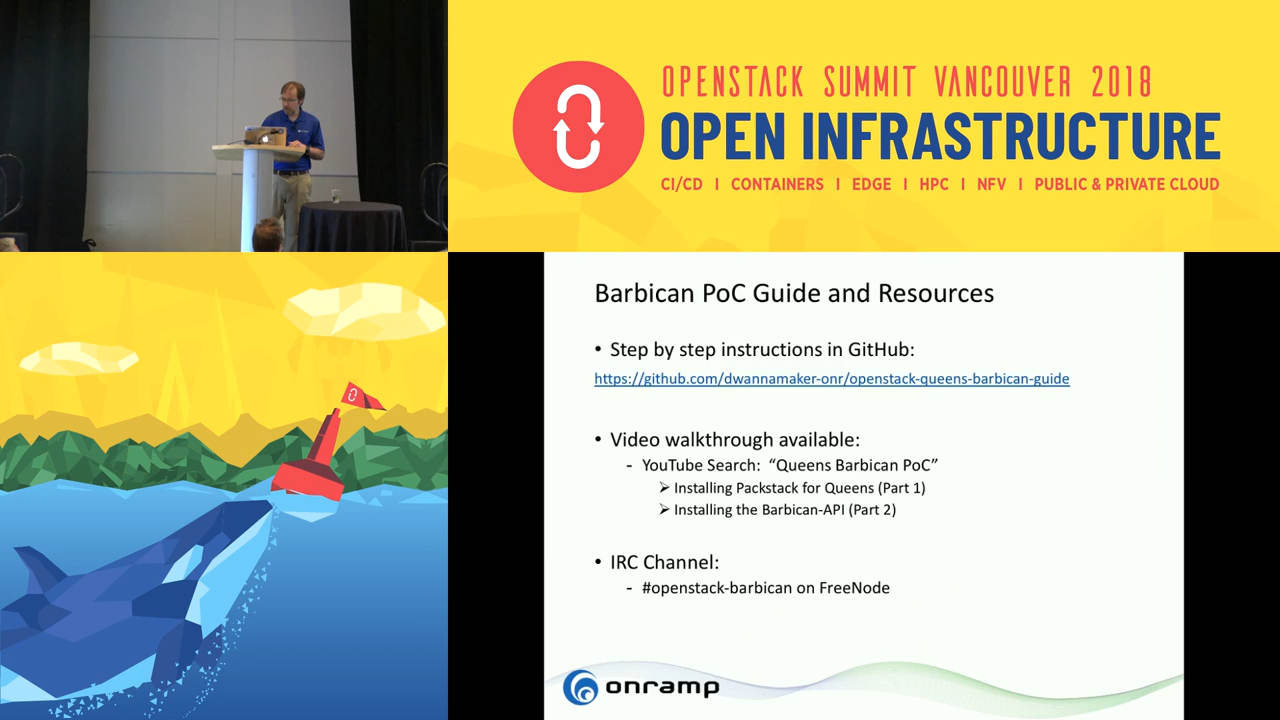 OPENSTACK SUMMIT VANCOUVER 2018
OPEN INFRASTRUCTURE
CI/CD | CONTAINERS | EDGE | HPC | NFV | PUBLIC & PRIVATE CLOUD
Barbican PoC Guide and Resources
• Step by step instructions in GitHub:
https://github.com/dwannamaker-onr/openstack-queens-barbican-guide
• Video walkthrough available:
- YouTube Search: “Queens Barbican PoC”
➢ Installing Packstack for Queens (Part 1)
➢ Installing the Barbican-API (Part 2)
• IRC Channel:
- #openstack-barbican on FreeNode
onramp